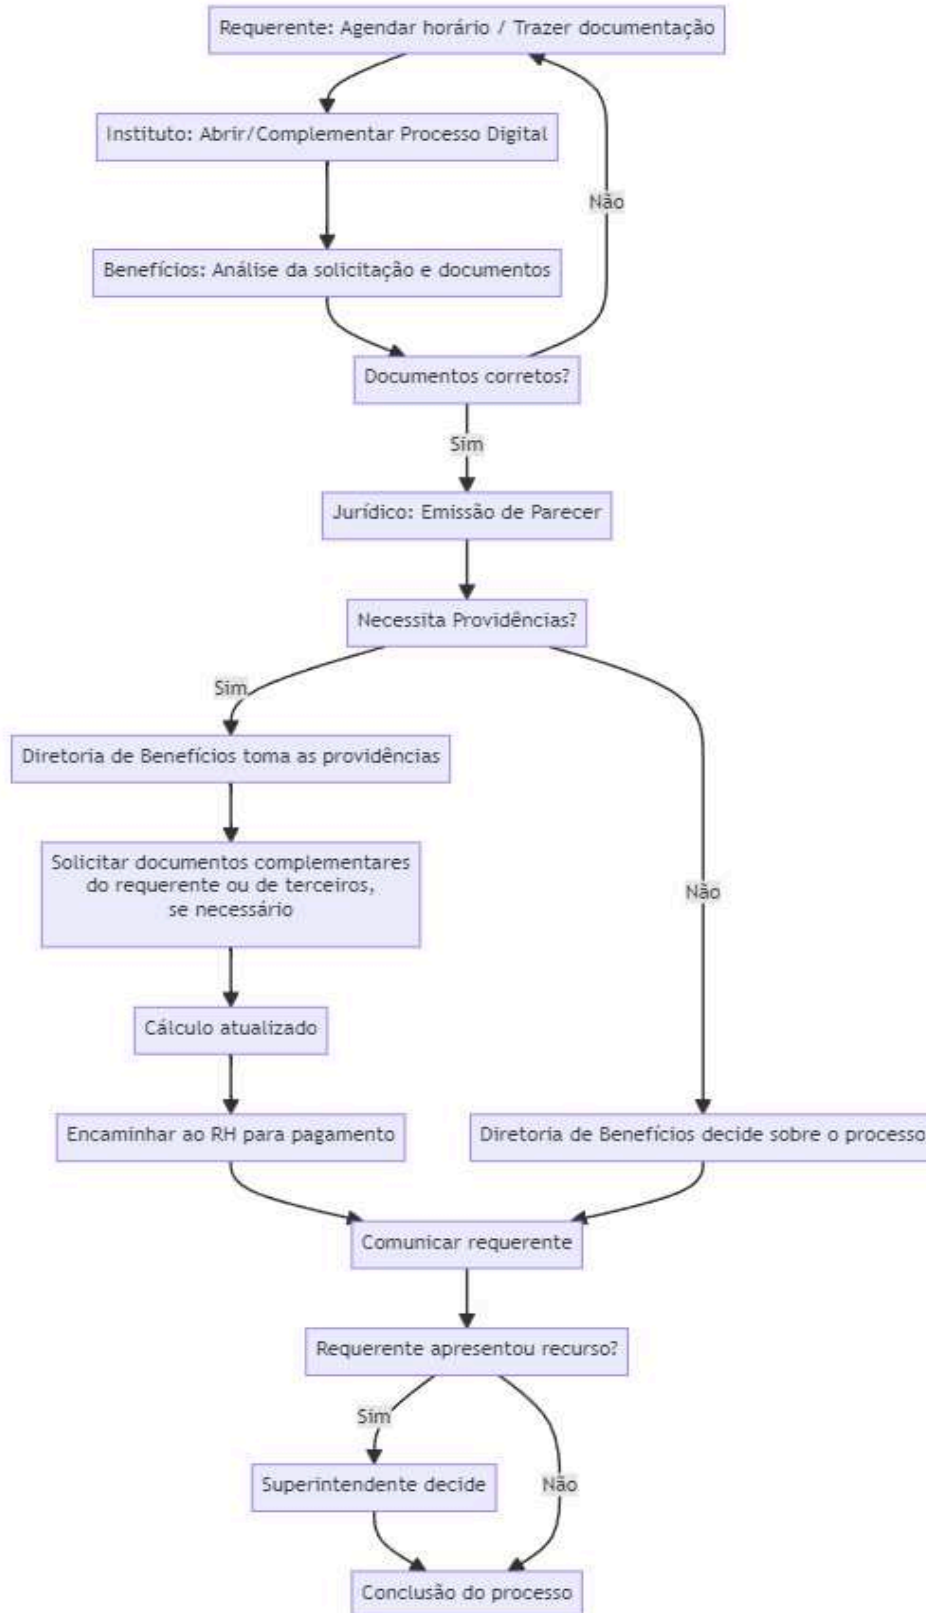 Requerente: Agendar horário / Trazer documentação
Instituto: Abrir/Complementar Processo Digital
Não
Benefícios: Análise da solicitação e documentos
Documentos corretos?
Sim
Jurídico: Emissão de Parecer
Necessita Providências?
Sim
Diretoria de Benefícios toma as providências
Solicitar documentos complementares
do requerente ou de terceiros,
se necessário
Não
Cálculo atualizado
Encaminhar ao RH para pagamento
Diretoria de Benefícios decide sobre o processo
Comunicar requerente
Requerente apresentou recurso?
Sim
Superintendente decide
Não
Conclusão do processo